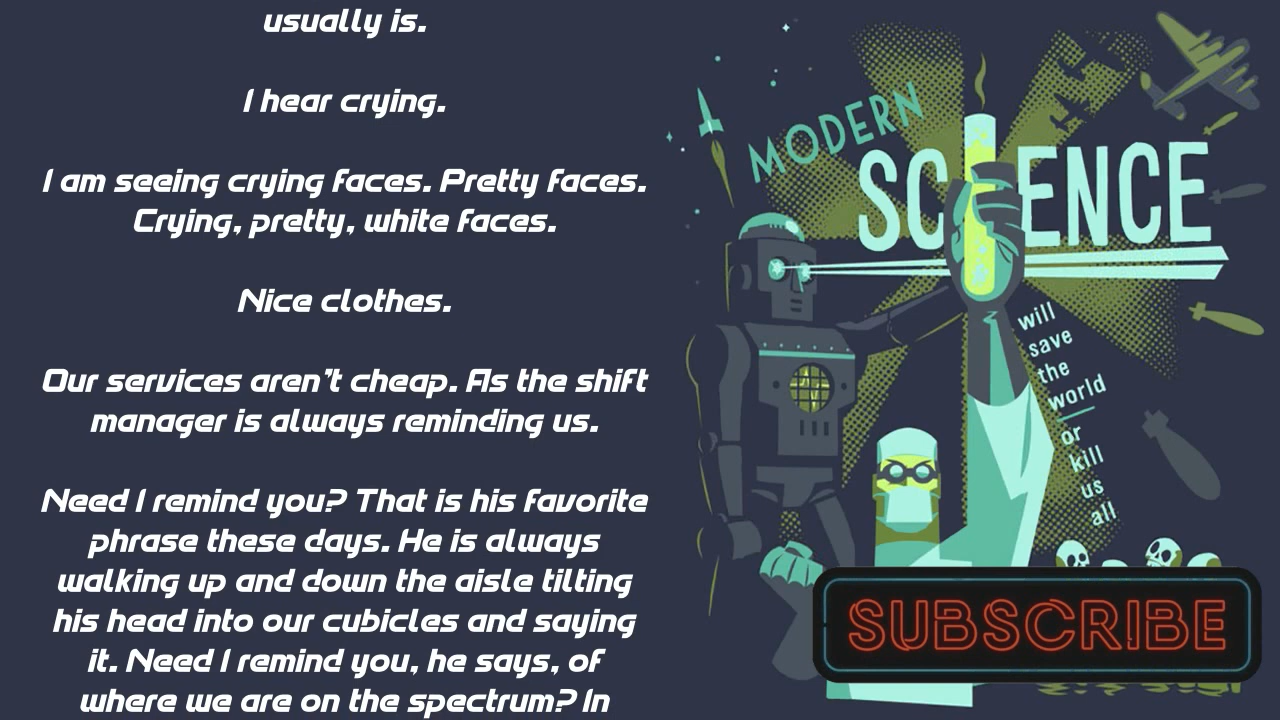 usually is.
I hear crying.
I am seeing crying faces. Pretty faces.
Crying, pretty, white faces.
Nice clothes.
Our services aren't cheap. As the shift
manager is always reminding us.
Need I remind you? That is his favorite
phrase these days. He is always
walking up and down the aisle tilting
his head into our cubicles and saying
it. Need I remind you, he says, of
where we are on the spectrum? In
MODERN
SCIENCE
will
save
the
world
or
kill
us
all
SUBSCRIBE